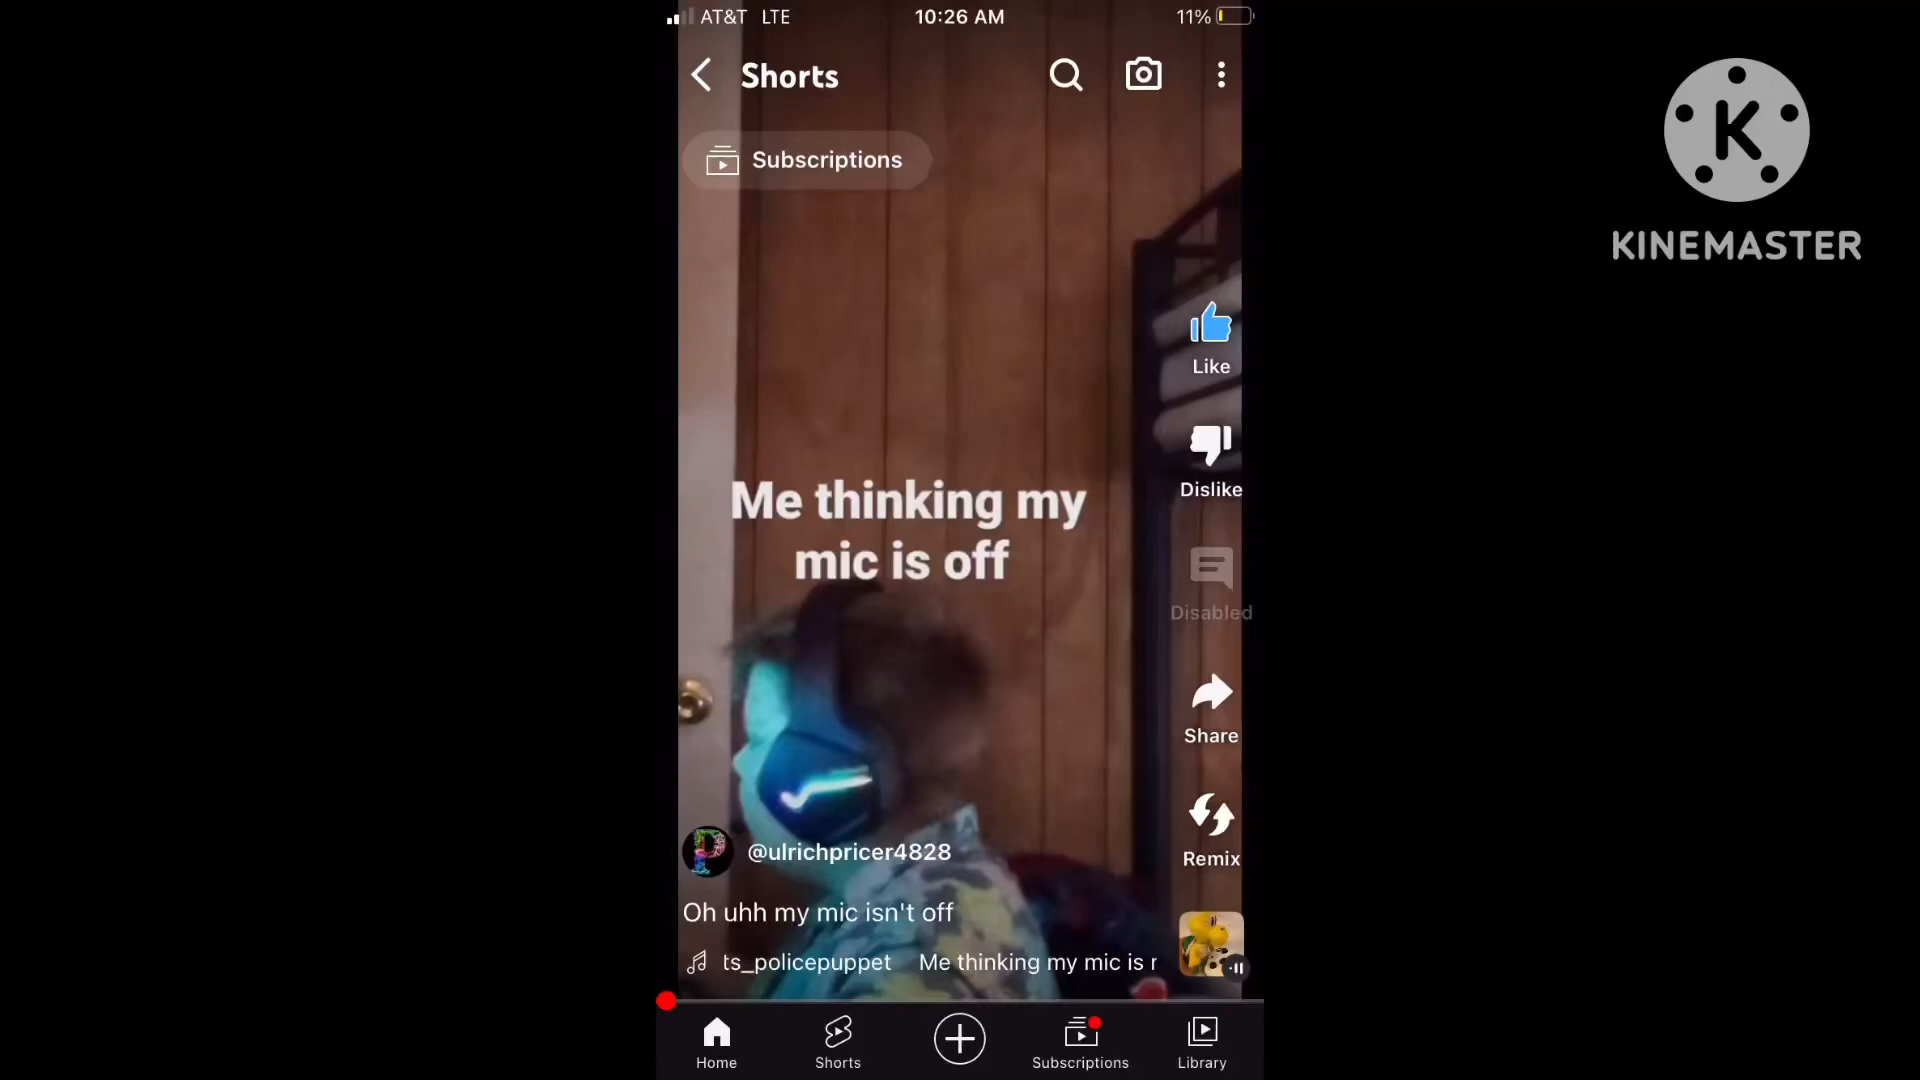 AT&T LTE 10:26 AM 11%
Shorts
Subscriptions
K
KINEMASTER
Like
Dislike
Me thinking my
mic is off
Disabled
Share
Remix
P
@ulrichpricer4828
Oh uhh my mic isn't off
ts_policepuppet Me thinking my mic is r
Home Shorts Subscriptions Library